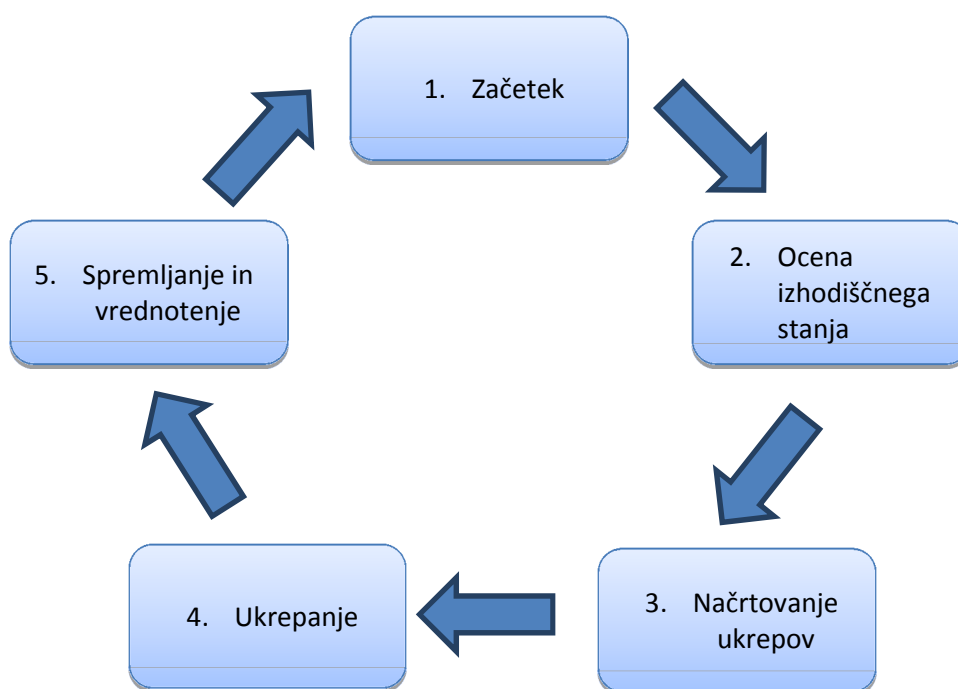 1. Začetek
2. Ocena
izhodiščnega
stanja
3. Načrtovanje
ukrepov
4. Ukrepanje
5. Spremljanje in
vrednotenje